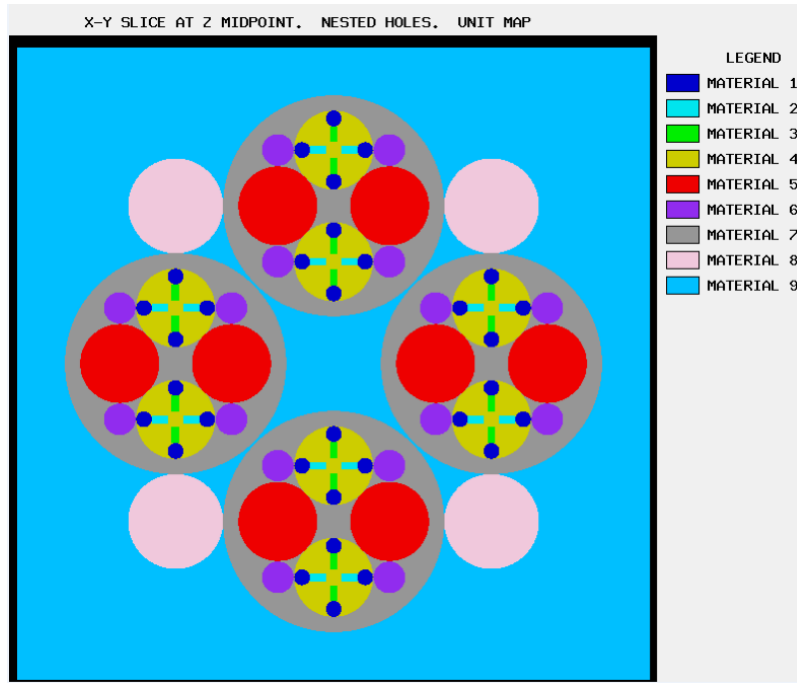 X-Y SLICE AT Z MIDPOINT.  NESTED HOLES.  UNIT MAP
LEGEND
MATERIAL 1
MATERIAL 2
MATERIAL 3
MATERIAL 4
MATERIAL 5
MATERIAL 6
MATERIAL 7
MATERIAL 8
MATERIAL 9